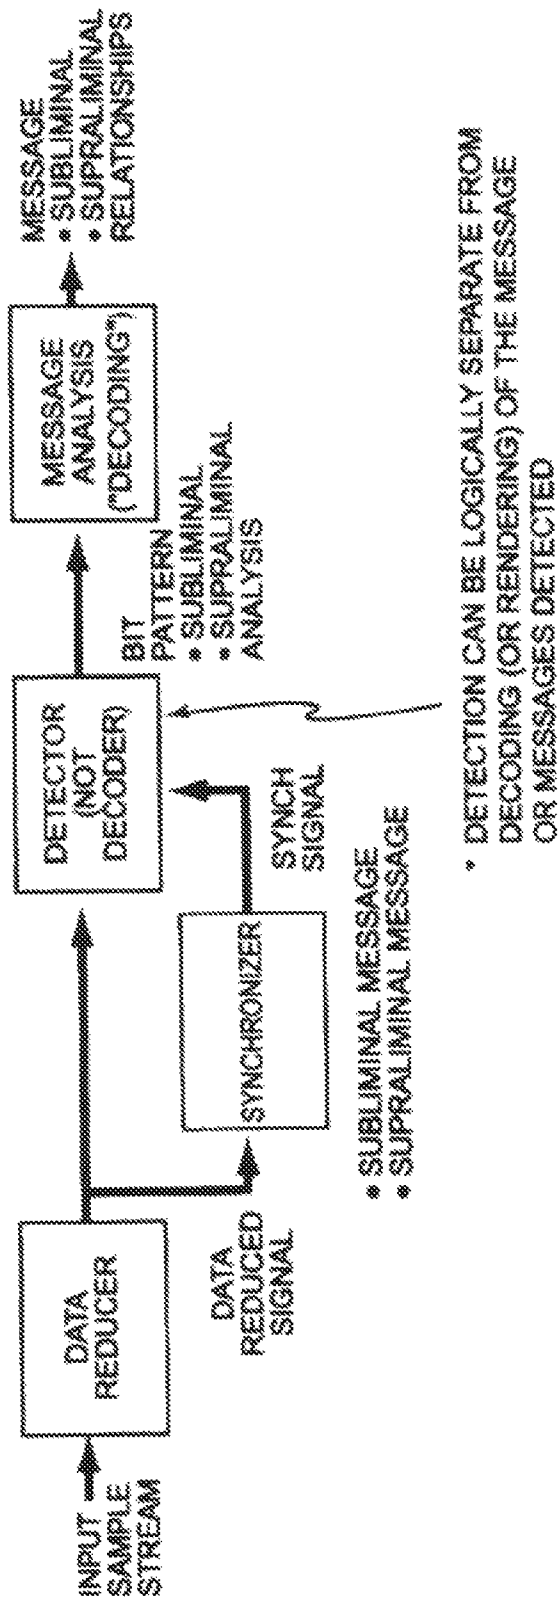 INPUT
SAMPLE
STREAM
DATA
REDUCER
DATA
REDUCED
SIGNAL
SYNCHRONIZER
• SUBLIMINAL MESSAGE
• SUPRALIMINAL MESSAGE
SYNCH
SIGNAL
DETECTOR
(NOT
DECODER)
BIT
PATTERN
• SUBLIMINAL
• SUPRALIMINAL
ANALYSIS
MESSAGE
ANALYSIS
("DECODING")
MESSAGE
• SUBLIMINAL
• SUPRALIMINAL
RELATIONSHIPS
* DETECTION CAN BE LOGICALLY SEPARATE FROM
DECODING (OR RENDERING) OF THE MESSAGE
OR MESSAGES DETECTED